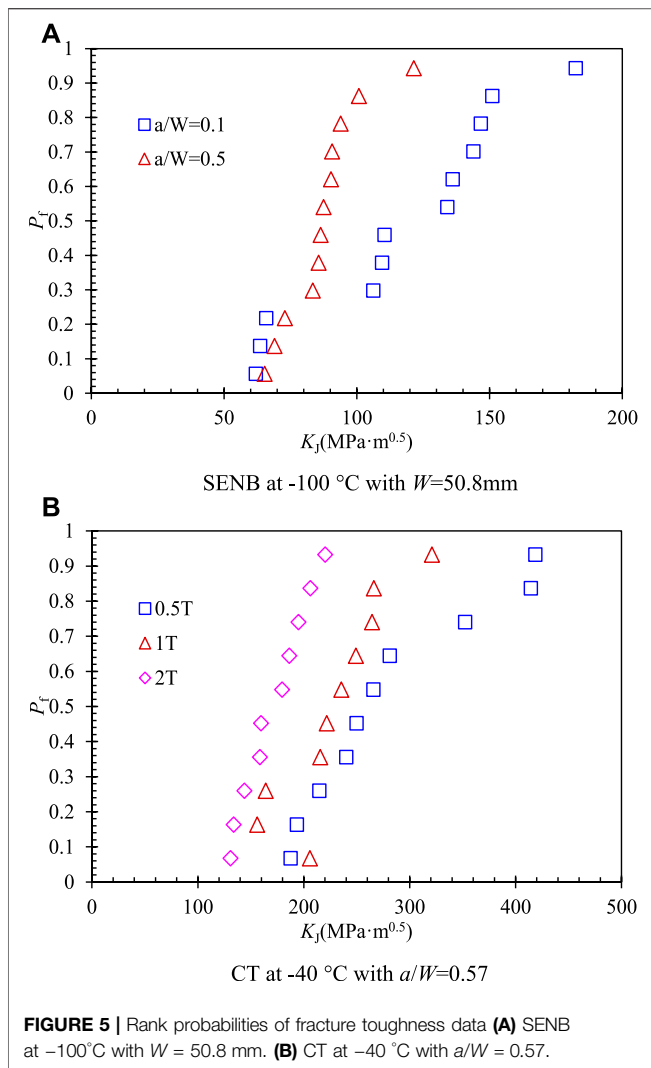 A
1
0.9
0.8
0.7
0.6
0.5
0.4
0.3
0.2
0.1
0
Pf
a/W=0.1
a/W=0.5
0 50 100 150 200
KJ(MPa·m0.5)
SENB at -100 °C with W=50.8mm
B
1
0.9
0.8
0.7
0.6
0.5
0.4
0.3
0.2
0.1
0
Pf
0.5T
1T
2T
0 100 200 300 400 500
KJ(MPa·m0.5)
CT at -40 °C with a/W=0.57
FIGURE 5 | Rank probabilities of fracture toughness data (A) SENB
at −100°C with W = 50.8 mm. (B) CT at −40 °C with a/W = 0.57.